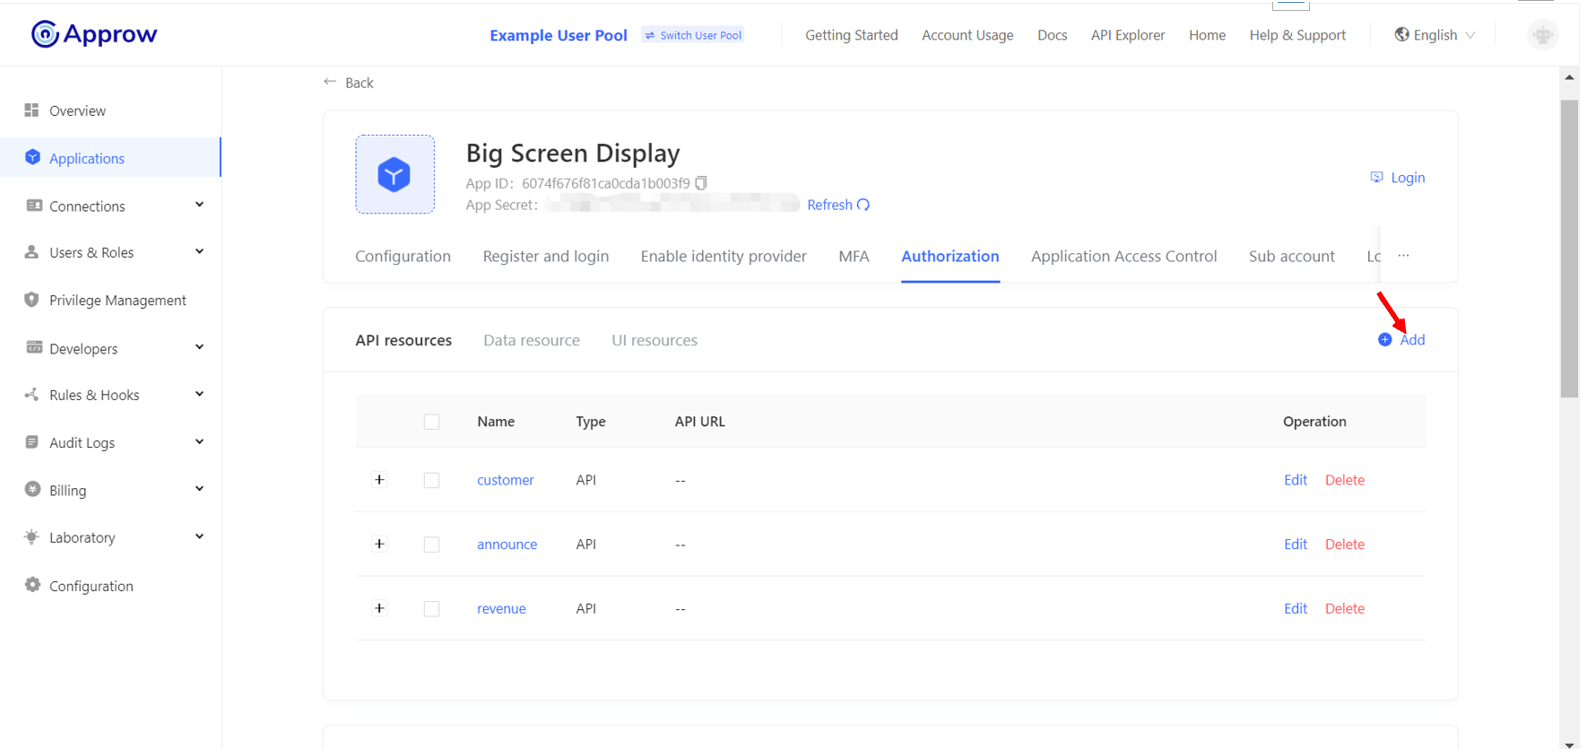 Approw
Example User Pool
Switch User Pool
Getting Started
Account Usage
Docs
API Explorer
Home
Help & Support
English
Overview
Applications
Connections
Users & Roles
Privilege Management
Developers
Rules & Hooks
Audit Logs
Billing
Laboratory
Configuration
Back
Big Screen Display
App ID: 6074f676f81ca0cda1b003f9
App Secret:
Refresh
Login
Configuration
Register and login
Enable identity provider
MFA
Authorization
Application Access Control
Sub account
Lo
···
API resources
Data resource
UI resources
Add
Name Type API URL Operation
+ customer API -- Edit Delete
+ announce API -- Edit Delete
+ revenue API -- Edit Delete